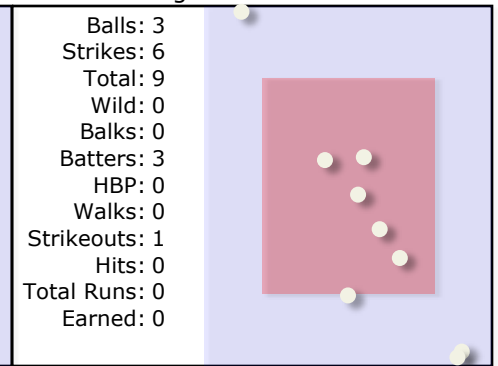 Balls: 3
Strikes: 6
Total: 9
Wild: 0
Balks: 0
Batters: 3
HBP: 0
Walks: 0
Strikeouts: 1
Hits: 0
Total Runs: 0
Earned: 0